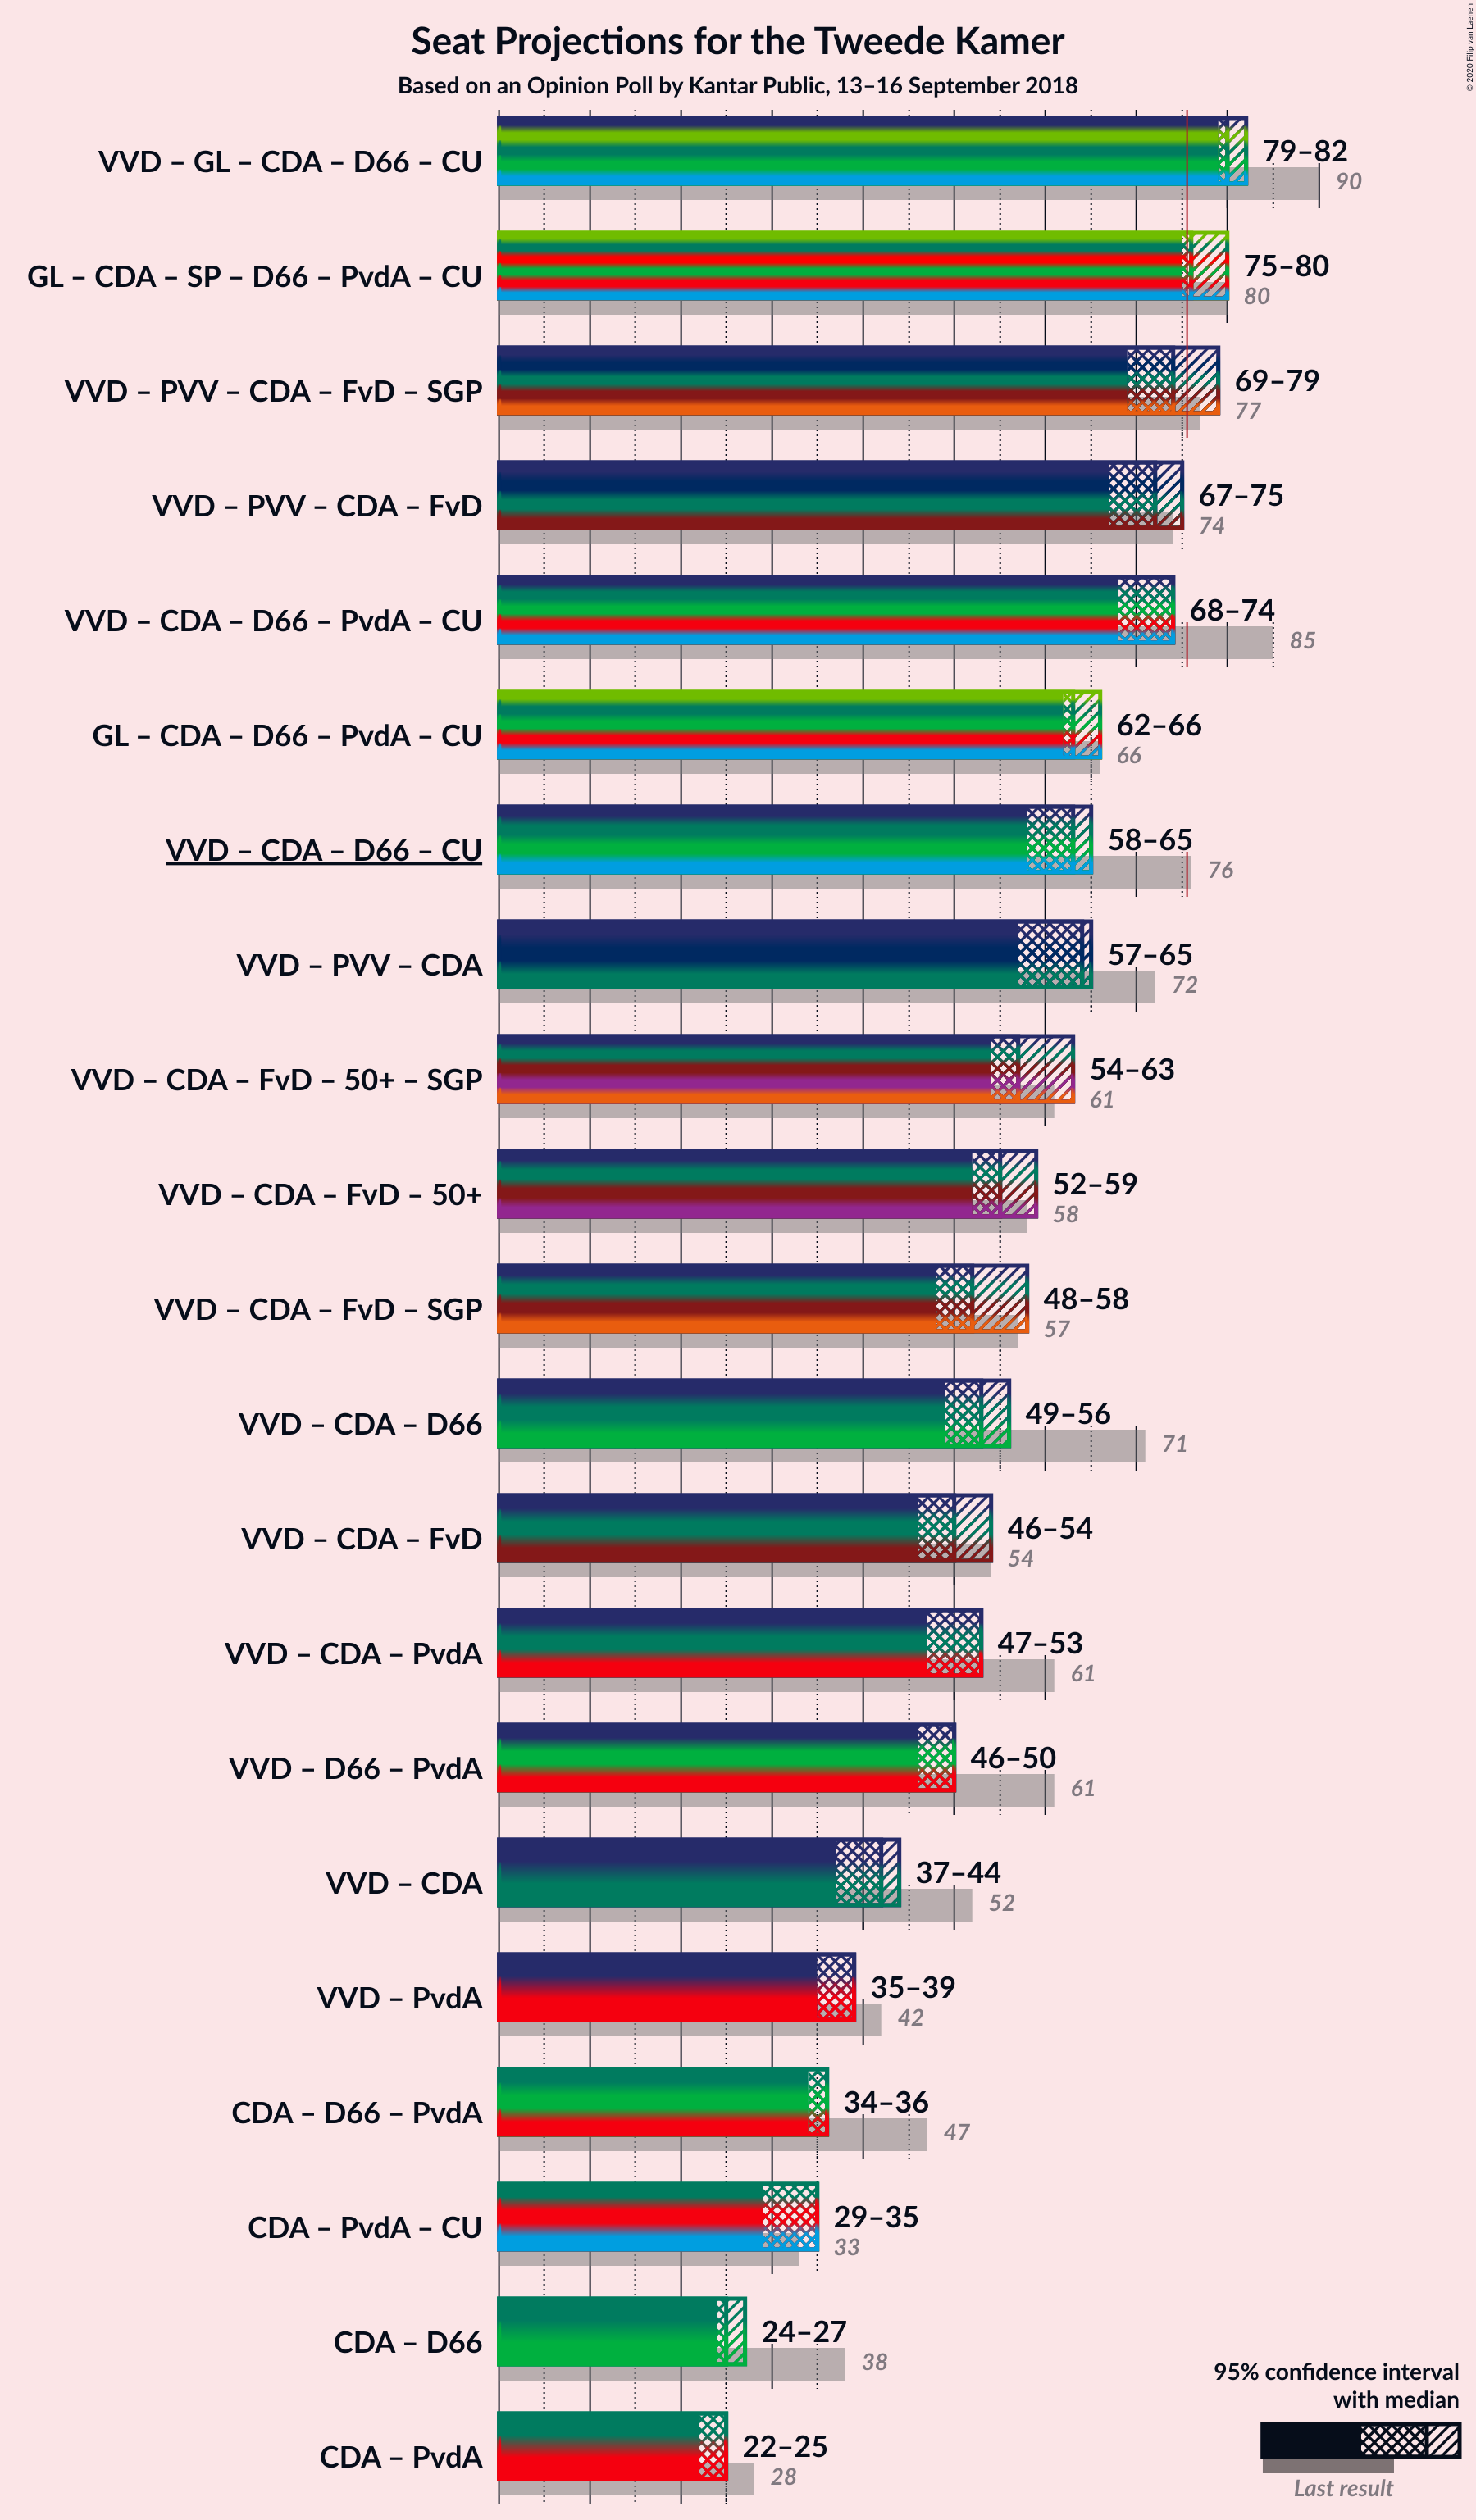 Seat Projections for the Tweede Kamer
Based on an Opinion Poll by Kantar Public, 13–16 September 2018
© 2020 Filip van Laenen
VVD – GL – CDA – D66 – CU
79–82
90
GL – CDA – SP – D66 – PvdA – CU
75–80
80
VVD – PVV – CDA – FvD – SGP
69–79
77
VVD – PVV – CDA – FvD
67–75
74
VVD – CDA – D66 – PvdA – CU
68–74
85
GL – CDA – D66 – PvdA – CU
62–66
66
VVD – CDA – D66 – CU
58–65
76
VVD – PVV – CDA
57–65
72
VVD – CDA – FvD – 50+ – SGP
54–63
61
VVD – CDA – FvD – 50+
52–59
58
VVD – CDA – FvD – SGP
48–58
57
VVD – CDA – D66
49–56
71
VVD – CDA – FvD
46–54
54
VVD – CDA – PvdA
47–53
61
VVD – D66 – PvdA
46–50
61
VVD – CDA
37–44
52
VVD – PvdA
35–39
42
CDA – D66 – PvdA
34–36
47
CDA – PvdA – CU
29–35
33
CDA – D66
24–27
38
CDA – PvdA
22–25
28
95% confidence interval
with median
Last result